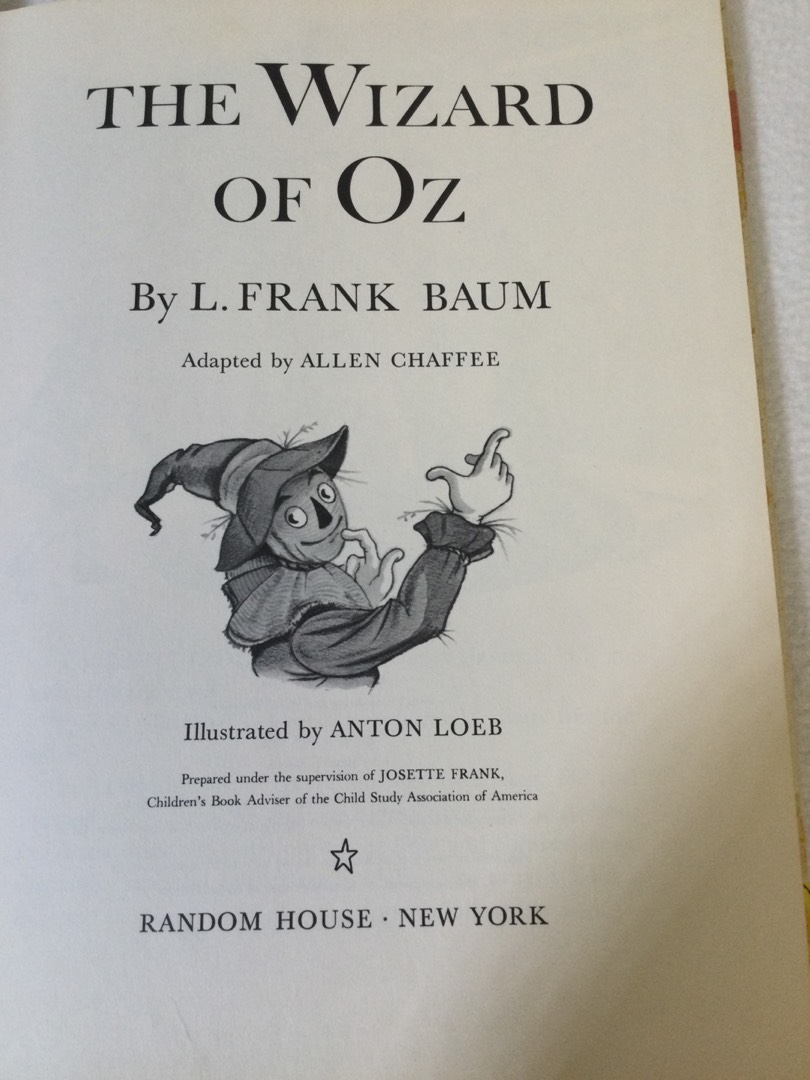 THE WIZARD
OF OZ
By L. FRANK BAUM
Adapted by ALLEN CHAFFEE
Illustrated by ANTON LOEB
Prepared under the supervision of JOSETTE FRANK,
Children's Book Adviser of the Child Study Association of America
RANDOM HOUSE · NEW YORK